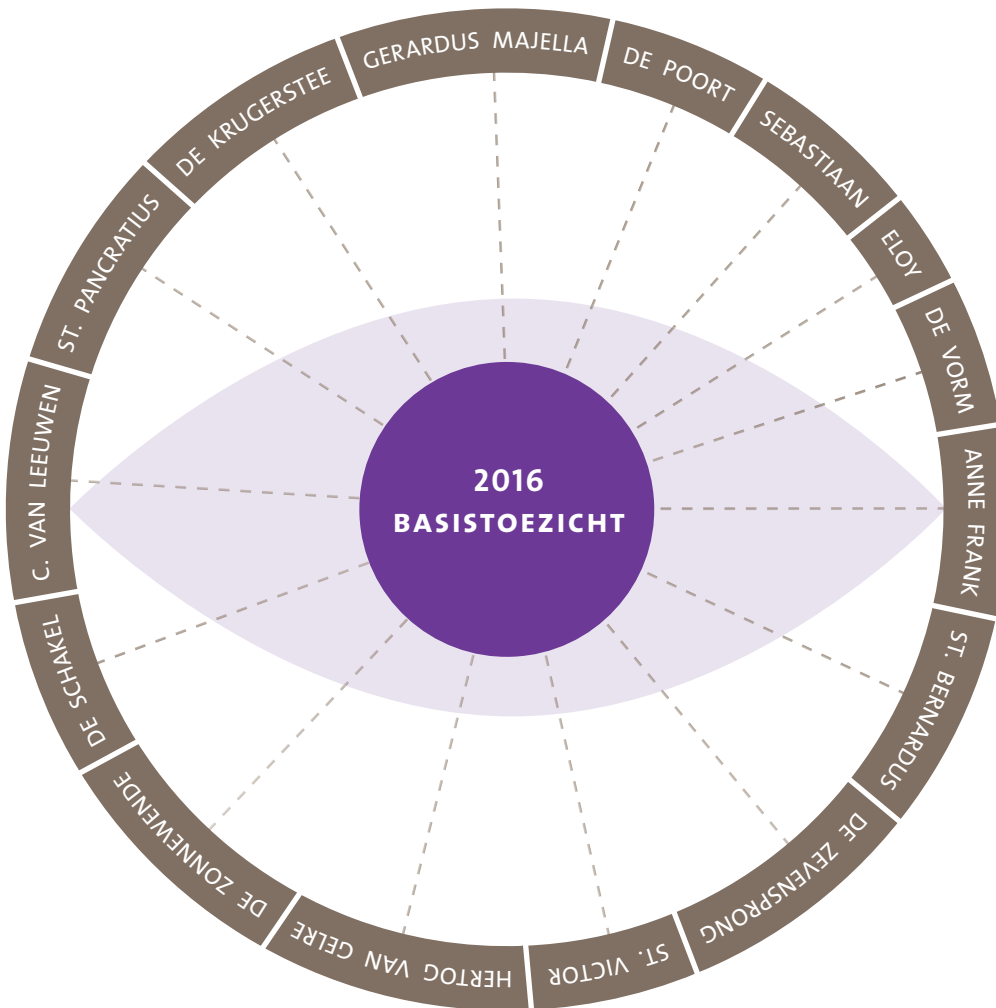 GERARDUS MAJELLA
DE POORT
SEBASTIAAN
ELOY
DE VORM
ANNE FRANK
ST. BERNARDUS
DE ZEVENSPRONG
ST. VICTOR
HERTOG VAN GELRE
DE ZONNEWENDE
DE SCHAKEL
C. VAN LEEUWEN
ST. PANCRATIUS
DE KRUGERSTEE
2016
BASISTOEZICHT